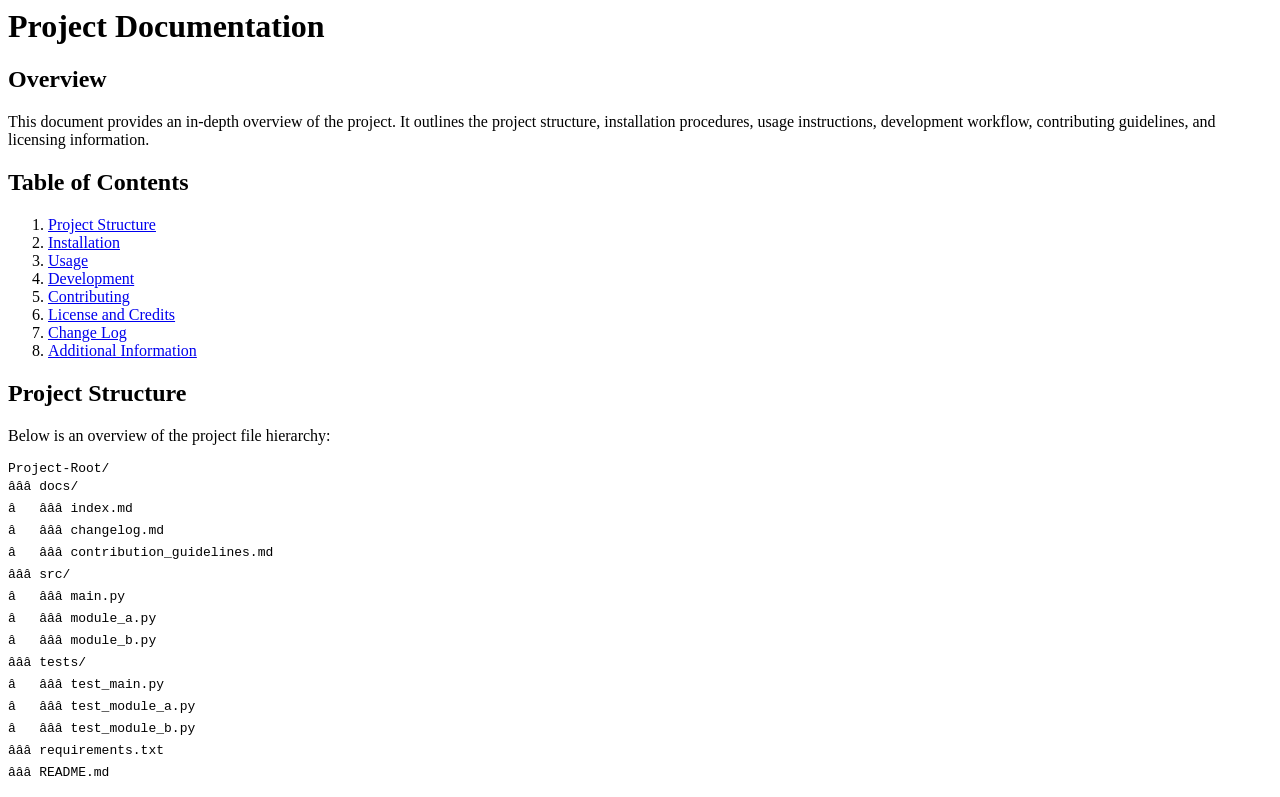 Project Documentation
Overview
This document provides an in-depth overview of the project. It outlines the project structure, installation procedures, usage instructions, development workflow, contributing guidelines, and
licensing information.
Table of Contents
1. Project Structure
2. Installation
3. Usage
4. Development
5. Contributing
6. License and Credits
7. Change Log
8. Additional Information
Project Structure
Below is an overview of the project file hierarchy:
Project-Root/
âââ docs/
â   âââ index.md
â   âââ changelog.md
â   âââ contribution_guidelines.md
âââ src/
â   âââ main.py
â   âââ module_a.py
â   âââ module_b.py
âââ tests/
â   âââ test_main.py
â   âââ test_module_a.py
â   âââ test_module_b.py
âââ requirements.txt
âââ README.md